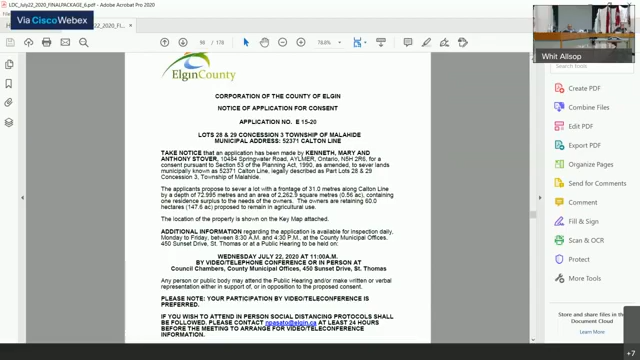 LDC_July22_2020_FINALPACKAGE_6.pdf - Adobe Acrobat Pro 2020
Via Cisco Webex
98 / 178
78.8%
Whit Allsop
ElginCounty
CORPORATION OF THE COUNTY OF ELGIN
NOTICE OF APPLICATION FOR CONSENT
APPLICATION NO. E 15-20
LOTS 28 & 29 CONCESSION 3 TOWNSHIP OF MALAHIDE
MUNICIPAL ADDRESS: 52371 CALTON LINE
TAKE NOTICE that an application has been made by KENNETH, MARY AND
ANTHONY STOVER, 10484 Springwater Road, AYLMER, Ontario, N5H 2R6, for
a consent pursuant to Section 53 of the Planning Act, 1990, as amended, to sever lands
municipally known as 52371 Calton Line, legally described as Part Lots 28 & 29
Concession 3, Township of Malahide.
The applicants propose to sever a lot with a frontage of 31.0 metres along Calton Line
by a depth of 72.995 metres and an area of 2,262.9 square metres (0.56 ac), containing
one residence surplus to the needs of the owners. The owners are retaining 60.0
hectares (147.6 ac) proposed to remain in agricultural use.
The location of the property is shown on the Key Map attached.
ADDITIONAL INFORMATION regarding the application is available for inspection daily,
Monday to Friday, between 8:30 A.M. and 4:30 P.M., at the County Municipal Offices,
450 Sunset Drive, St. Thomas or at a Public Hearing to be held on:
WEDNESDAY JULY 22, 2020 AT 11:00A.M.
BY VIDEO/TELEPHONE CONFERENCE OR IN PERSON AT
Council Chambers, County Municipal Offices, 450 Sunset Drive, St. Thomas
Any person or public body may attend the Public Hearing and/or make written or verbal
representation either in support of, or in opposition to the proposed consent.
PLEASE NOTE: YOUR PARTICIPATION BY VIDEO/TELECONFERENCE IS
PREFERRED.
IF YOU WISH TO ATTEND IN PERSON SOCIAL DISTANCING PROTOCALS SHALL
BE FOLLOWED. PLEASE CONTACT npasato@elgin.ca AT LEAST 24 HOURS
BEFORE THE MEETING TO ARRANGE FOR VIDEO/TELECONFERENCE
INFORMATION.
Create PDF
Combine Files
Edit PDF
Export PDF
Organize Pages
Send for Comments
Comment
Fill & Sign
Scan & OCR
Protect
More Tools
Store and share files in the
Document Cloud
+7